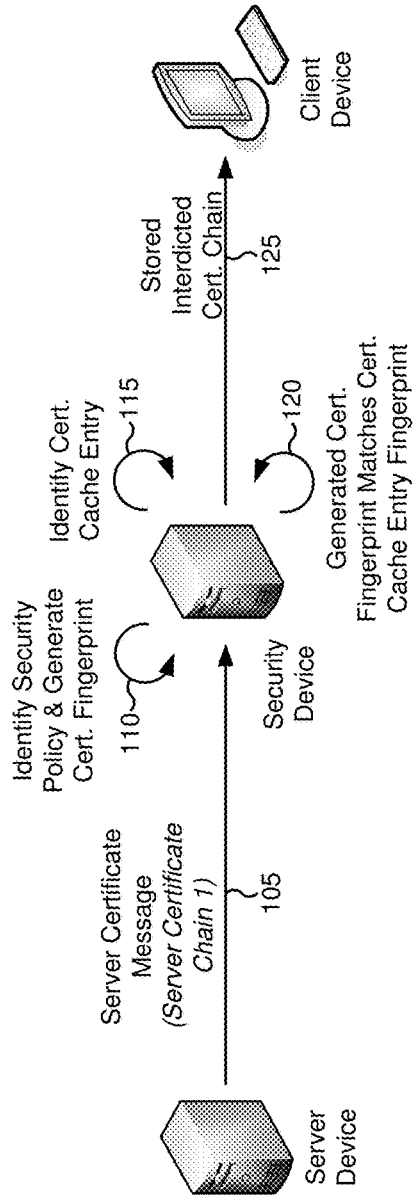 Server
Device
Server Certificate
Message
(Server Certificate
Chain 1)
105
Identify Security
Policy & Generate
Cert. Fingerprint
110
Security
Device
Identify Cert.
Cache Entry
115
120
Generated Cert.
Fingerprint Matches Cert.
Cache Entry Fingerprint
Stored
Interdicted
Cert. Chain
125
Client
Device